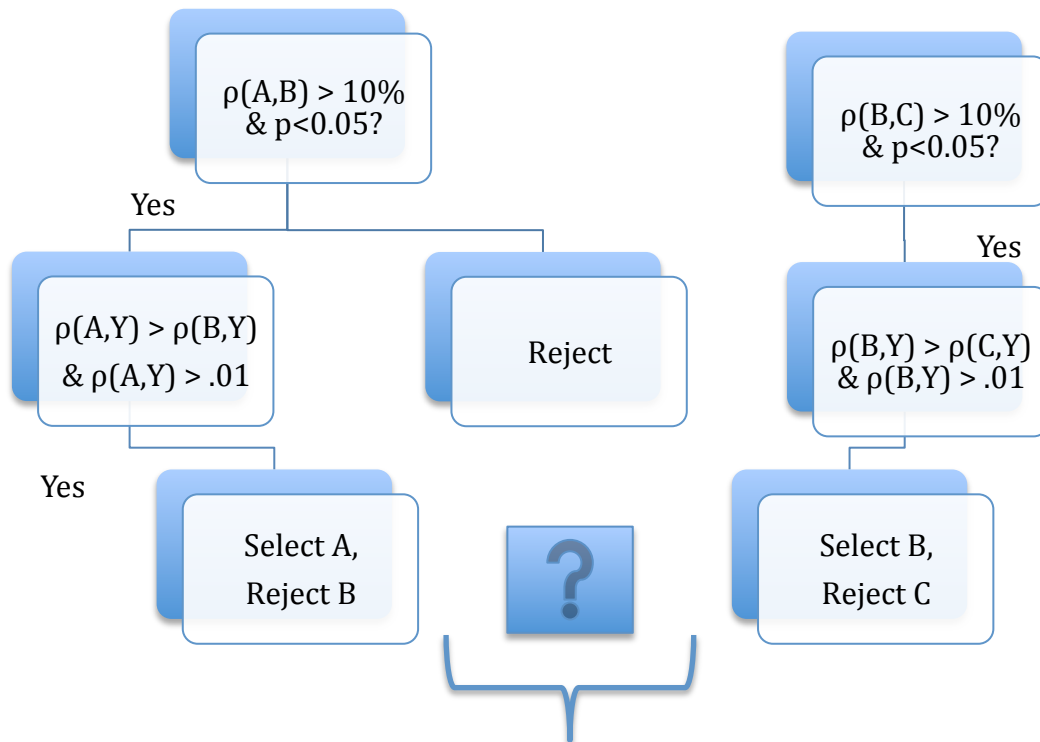 ρ(A,B) > 10%
& p<0.05?
ρ(B,C) > 10%
& p<0.05?
Yes
Yes
ρ(A,Y) > ρ(B,Y)
& ρ(A,Y) > .01
Reject
ρ(B,Y) > ρ(C,Y)
& ρ(B,Y) > .01
Yes
Select A,
Reject B
?
Select B,
Reject C